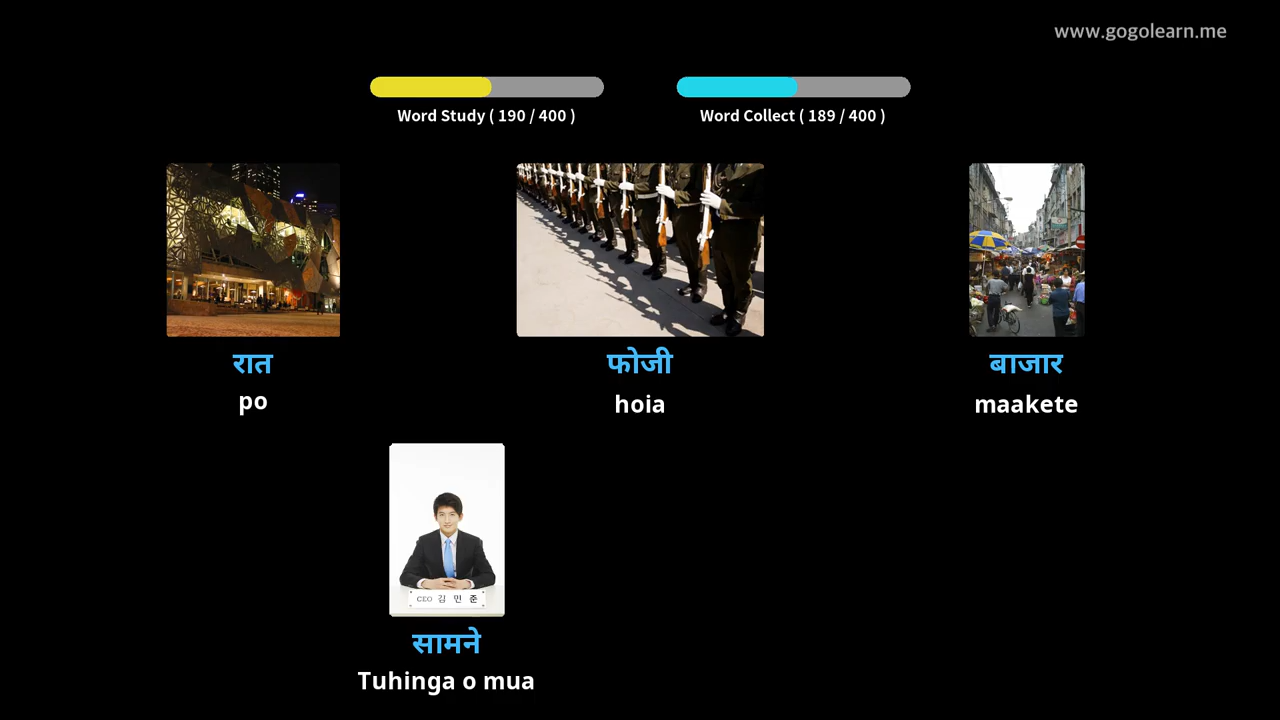 www.gogolearn.me
Word Study ( 190 / 400 )
Word Collect ( 189 / 400 )
रात
फोजी
बाजार
po
hoia
maakete
CEO 김 민 준
सामने
Tuhinga o mua